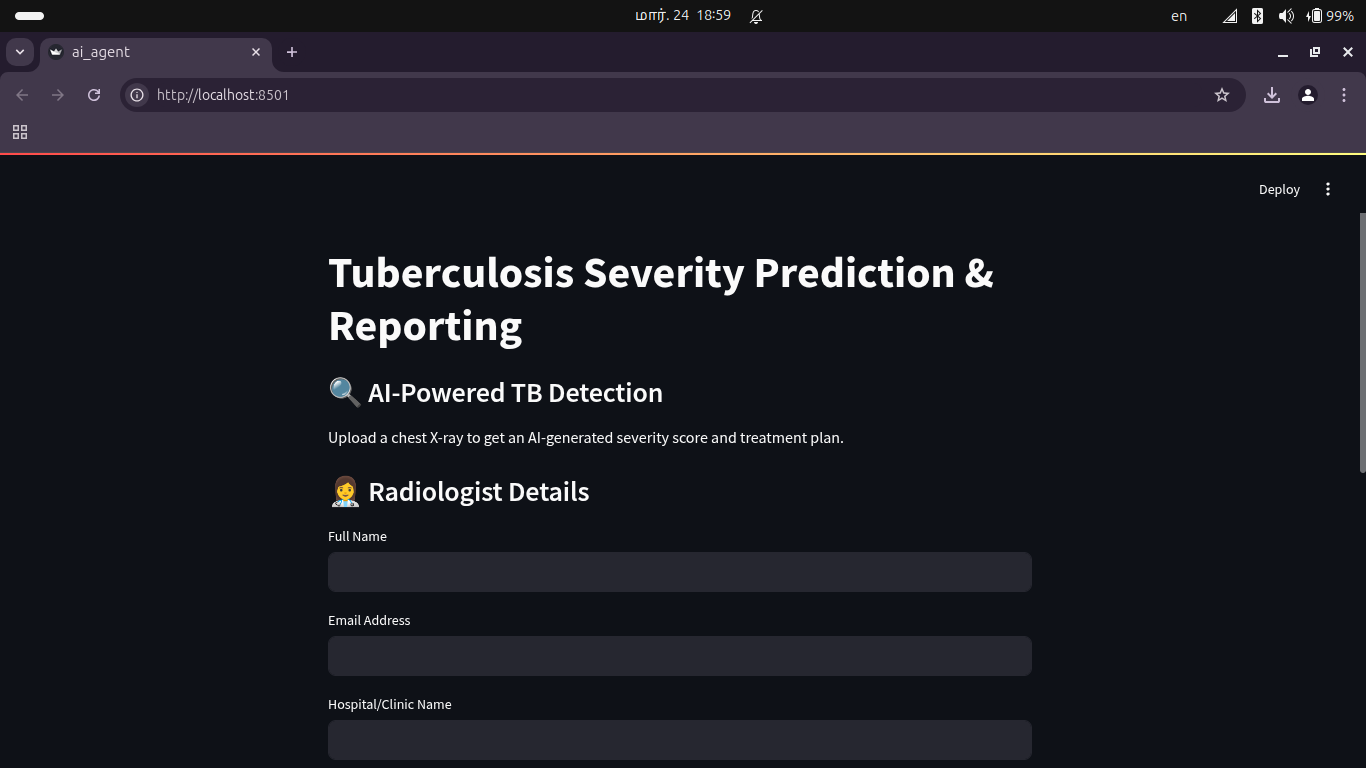 மார். 24 18:59
en
99%
ai_agent
http://localhost:8501
Deploy
Tuberculosis Severity Prediction &
Reporting
🔍 AI-Powered TB Detection
Upload a chest X-ray to get an AI-generated severity score and treatment plan.
👩‍⚕️ Radiologist Details
Full Name
Email Address
Hospital/Clinic Name